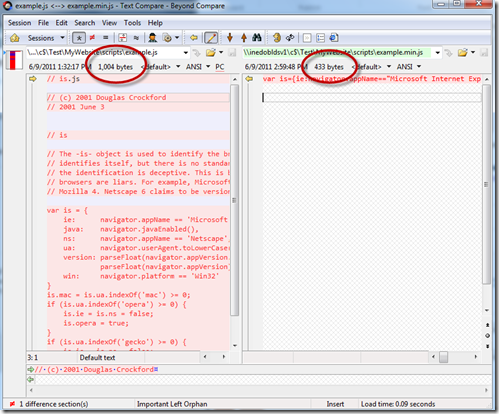 example.js <--> example.min.js - Text Compare - Beyond Compare
Session File Edit Search View Tools Help
Sessions
\\...\c5\Test\MyWebsite\scripts\example.js
\\nedobldsv1\c$\Test\MyWebsite\scripts\example.min.js
6/9/2011 1:32:17 PM 1,004 bytes <default> ANSI PC
6/9/2011 2:59:48 PM 433 bytes <default> ANSI
// is.js
var is={ie:navigator.appName=="Microsoft Internet Exp
// (c) 2001 Douglas Crockford
// 2001 June 3
// is
// The -is- object is used to identify the
// identifies itself, but there is no standar
// the identification is deceptive. This is
// browsers are liars. For example, Microsof
// Mozilla 4. Netscape 6 claims to be version
var is = {
ie: navigator.appName == 'Microsoft
java: navigator.javaEnabled(),
ns: navigator.appName == 'Netscape',
ua: navigator.userAgent.toLowerCase(
version: parseFloat(navigator.appVersion
parseFloat(navigator.appVersion)
win: navigator.platform == 'Win32'
}
is.mac = is.ua.indexOf('mac') >= 0;
if (is.ua.indexOf('opera') >= 0) {
is.ie = is.ns = false;
is.opera = true;
}
if (is.ua.indexOf('gecko') >= 0) {
3: 1 Default text
//·(c)·2001·Douglas·Crockford
1 difference section(s) Important Left Orphan Insert Load time: 0.09 seconds